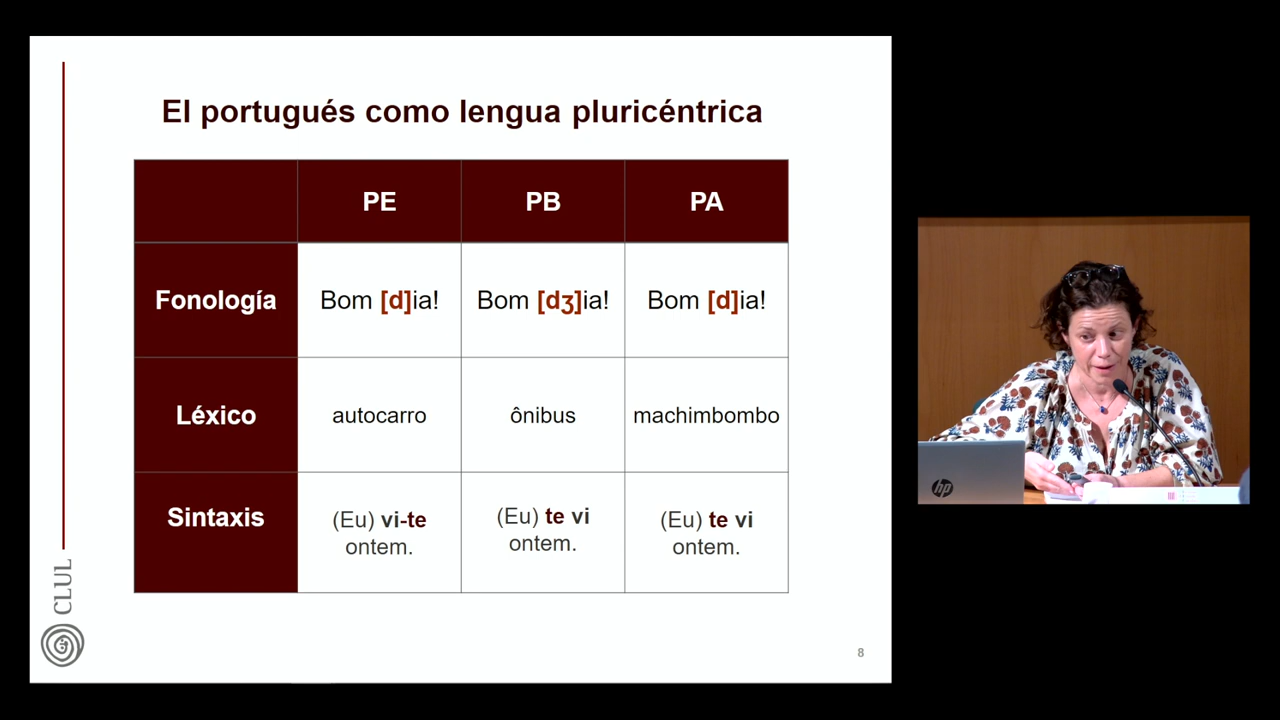 El portugués como lengua pluricéntrica
PE PB PA
Fonología Bom [d]ia! Bom [dʒ]ia! Bom [d]ia!
Léxico autocarro ônibus machimbombo
Sintaxis (Eu) vi-te ontem. (Eu) te vi ontem. (Eu) te vi ontem.
CLUL
8
hp